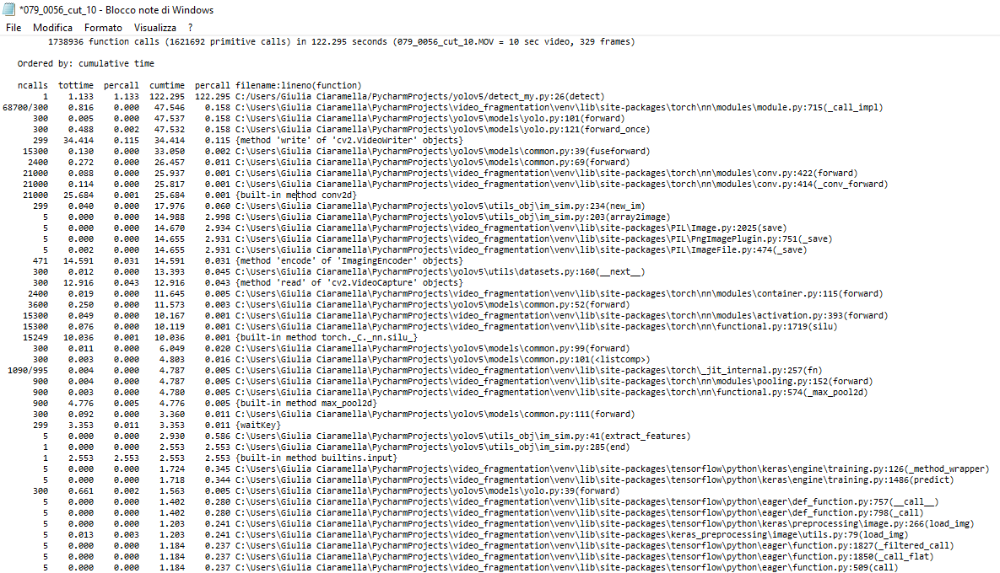 *079_0056_cut_10 - Blocco note di Windows
File Modifica Formato Visualizza ?
1738936 function calls (1621692 primitive calls) in 122.295 seconds (079_0056_cut_10.MOV = 10 sec video, 329 frames)
Ordered by: cumulative time
ncalls tottime percall cumtime percall filename:lineno(function)
1 1.133 1.133 122.295 122.295 C:/Users/Giulia Ciaramella/PycharmProjects/yolov5/detect_my.py:26(detect)
68700/300 0.816 0.000 47.546 0.158 C:\Users\Giulia Ciaramella\PycharmProjects\video_fragmentation\venv\lib\site-packages\torch\nn\modules\module.py:715(_call_impl)
300 0.005 0.000 47.537 0.158 C:\Users\Giulia Ciaramella\PycharmProjects\yolov5\models\yolo.py:101(forward)
300 0.488 0.002 47.532 0.158 C:\Users\Giulia Ciaramella\PycharmProjects\yolov5\models\yolo.py:121(forward_once)
299 34.414 0.115 34.414 0.115 {method 'write' of 'cv2.VideoWriter' objects}
15300 0.130 0.000 33.050 0.002 C:\Users\Giulia Ciaramella\PycharmProjects\yolov5\models\common.py:39(fuseforward)
2400 0.272 0.000 26.457 0.011 C:\Users\Giulia Ciaramella\PycharmProjects\yolov5\models\common.py:69(forward)
21000 0.088 0.000 25.937 0.001 C:\Users\Giulia Ciaramella\PycharmProjects\video_fragmentation\venv\lib\site-packages\torch\nn\modules\conv.py:422(forward)
21000 0.114 0.000 25.817 0.001 C:\Users\Giulia Ciaramella\PycharmProjects\video_fragmentation\venv\lib\site-packages\torch\nn\modules\conv.py:414(_conv_forward)
21000 25.684 0.001 25.684 0.001 {built-in method conv2d}
299 0.040 0.000 17.976 0.060 C:\Users\Giulia Ciaramella\PycharmProjects\yolov5\utils_obj\im_sim.py:234(new_im)
5 0.000 0.000 14.988 2.998 C:\Users\Giulia Ciaramella\PycharmProjects\yolov5\utils_obj\im_sim.py:203(array2image)
5 0.000 0.000 14.670 2.934 C:\Users\Giulia Ciaramella\PycharmProjects\video_fragmentation\venv\lib\site-packages\PIL\Image.py:2025(save)
5 0.000 0.000 14.655 2.931 C:\Users\Giulia Ciaramella\PycharmProjects\video_fragmentation\venv\lib\site-packages\PIL\PngImagePlugin.py:751(_save)
5 0.002 0.000 14.655 2.931 C:\Users\Giulia Ciaramella\PycharmProjects\video_fragmentation\venv\lib\site-packages\PIL\ImageFile.py:474(_save)
471 14.591 0.031 14.591 0.031 {method 'encode' of 'ImagingEncoder' objects}
300 0.012 0.000 13.393 0.045 C:\Users\Giulia Ciaramella\PycharmProjects\yolov5\utils\datasets.py:160(__next__)
300 12.916 0.043 12.916 0.043 {method 'read' of 'cv2.VideoCapture' objects}
2400 0.019 0.000 11.645 0.005 C:\Users\Giulia Ciaramella\PycharmProjects\video_fragmentation\venv\lib\site-packages\torch\nn\modules\container.py:115(forward)
3600 0.250 0.000 11.573 0.003 C:\Users\Giulia Ciaramella\PycharmProjects\yolov5\models\common.py:52(forward)
15300 0.049 0.000 10.167 0.001 C:\Users\Giulia Ciaramella\PycharmProjects\video_fragmentation\venv\lib\site-packages\torch\nn\modules\activation.py:393(forward)
15300 0.076 0.000 10.119 0.001 C:\Users\Giulia Ciaramella\PycharmProjects\video_fragmentation\venv\lib\site-packages\torch\nn\functional.py:1719(silu)
15249 10.036 0.001 10.036 0.001 {built-in method torch._C._nn.silu_}
300 0.011 0.000 6.049 0.020 C:\Users\Giulia Ciaramella\PycharmProjects\yolov5\models\common.py:99(forward)
300 0.003 0.000 4.803 0.016 C:\Users\Giulia Ciaramella\PycharmProjects\yolov5\models\common.py:101(<listcomp>)
1090/995 0.004 0.000 4.787 0.005 C:\Users\Giulia Ciaramella\PycharmProjects\video_fragmentation\venv\lib\site-packages\torch\_jit_internal.py:257(fn)
900 0.004 0.000 4.787 0.005 C:\Users\Giulia Ciaramella\PycharmProjects\video_fragmentation\venv\lib\site-packages\torch\nn\modules\pooling.py:152(forward)
900 0.003 0.000 4.780 0.005 C:\Users\Giulia Ciaramella\PycharmProjects\video_fragmentation\venv\lib\site-packages\torch\nn\functional.py:574(_max_pool2d)
900 4.776 0.005 4.776 0.005 {built-in method max_pool2d}
300 0.092 0.000 3.360 0.011 C:\Users\Giulia Ciaramella\PycharmProjects\yolov5\models\common.py:111(forward)
299 3.353 0.011 3.353 0.011 {waitKey}
5 0.000 0.000 2.930 0.586 C:\Users\Giulia Ciaramella\PycharmProjects\yolov5\utils_obj\im_sim.py:41(extract_features)
1 0.000 0.000 2.553 2.553 C:\Users\Giulia Ciaramella\PycharmProjects\yolov5\utils_obj\im_sim.py:285(end)
1 2.553 2.553 2.553 2.553 {built-in method builtins.input}
5 0.000 0.000 1.724 0.345 C:\Users\Giulia Ciaramella\PycharmProjects\video_fragmentation\venv\lib\site-packages\tensorflow\python\keras\engine\training.py:126(_method_wrapper)
5 0.000 0.000 1.718 0.344 C:\Users\Giulia Ciaramella\PycharmProjects\video_fragmentation\venv\lib\site-packages\tensorflow\python\keras\engine\training.py:1486(predict)
300 0.661 0.002 1.563 0.005 C:\Users\Giulia Ciaramella\PycharmProjects\yolov5\models\yolo.py:39(forward)
5 0.000 0.000 1.402 0.280 C:\Users\Giulia Ciaramella\PycharmProjects\video_fragmentation\venv\lib\site-packages\tensorflow\python\eager\def_function.py:757(__call__)
5 0.000 0.000 1.402 0.280 C:\Users\Giulia Ciaramella\PycharmProjects\video_fragmentation\venv\lib\site-packages\tensorflow\python\eager\def_function.py:798(_call)
5 0.000 0.000 1.203 0.241 C:\Users\Giulia Ciaramella\PycharmProjects\video_fragmentation\venv\lib\site-packages\tensorflow\python\keras\preprocessing\image.py:266(load_img)
5 0.013 0.003 1.203 0.241 C:\Users\Giulia Ciaramella\PycharmProjects\video_fragmentation\venv\lib\site-packages\keras_preprocessing\image\utils.py:79(load_img)
5 0.000 0.000 1.184 0.237 C:\Users\Giulia Ciaramella\PycharmProjects\video_fragmentation\venv\lib\site-packages\tensorflow\python\eager\function.py:1827(_filtered_call)
5 0.000 0.000 1.184 0.237 C:\Users\Giulia Ciaramella\PycharmProjects\video_fragmentation\venv\lib\site-packages\tensorflow\python\eager\function.py:1850(_call_flat)
5 0.000 0.000 1.184 0.237 C:\Users\Giulia Ciaramella\PycharmProjects\video_fragmentation\venv\lib\site-packages\tensorflow\python\eager\function.py:509(call)